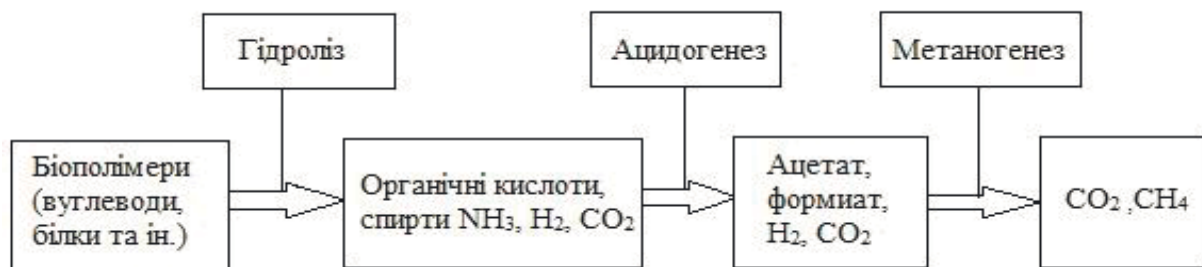 Гідроліз
Ацидогенез
Метаногенез
Біополімери
(вуглеводи,
білки та ін.)
Органічні кислоти,
спирти NH₃, H₂, CO₂
Ацетат,
формиат,
H₂, CO₂
CO₂ ,CH₄